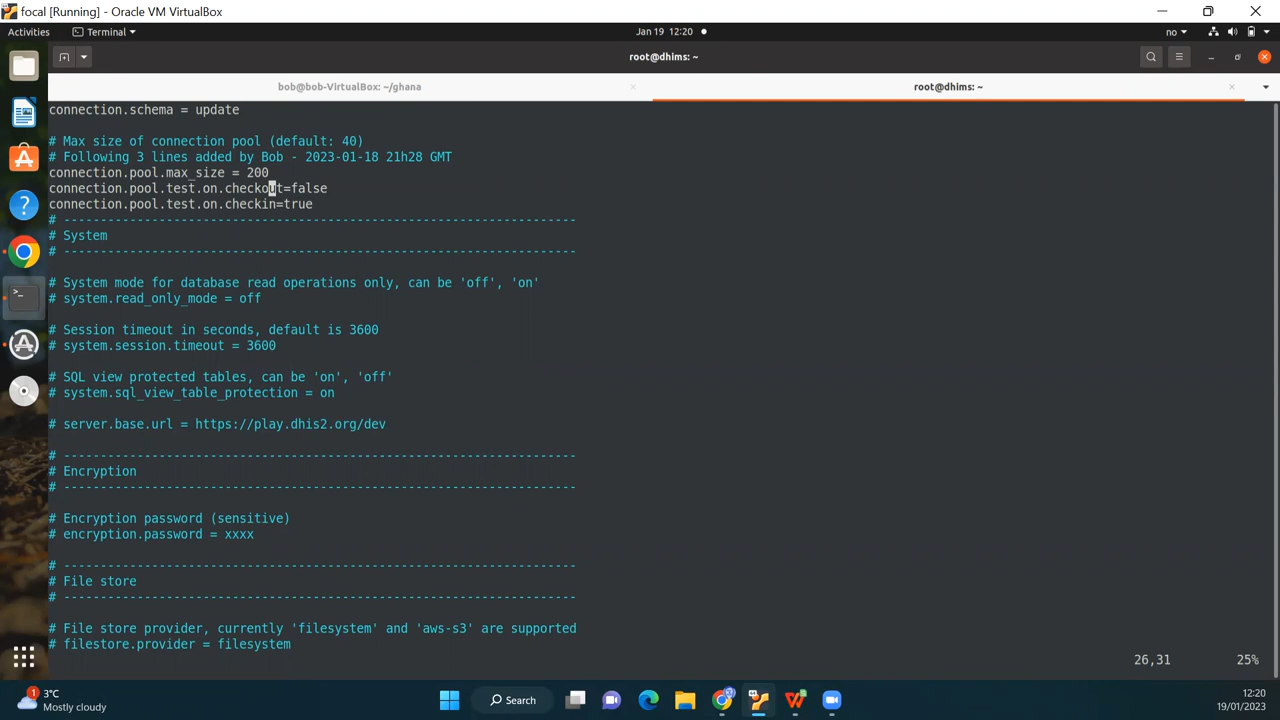 focal [Running] - Oracle VM VirtualBox
Activities
Terminal
Jan 19 12:20
no
root@dhims: ~
bob@bob-VirtualBox: ~/ghana
root@dhims: ~
connection.schema = update
# Max size of connection pool (default: 40)
# Following 3 lines added by Bob - 2023-01-18 21h28 GMT
connection.pool.max_size = 200
connection.pool.test.on.checkout=false
connection.pool.test.on.checkin=true
# ----------------------------------------------------------------------
# System
# ----------------------------------------------------------------------
# System mode for database read operations only, can be 'off', 'on'
# system.read_only_mode = off
# Session timeout in seconds, default is 3600
# system.session.timeout = 3600
# SQL view protected tables, can be 'on', 'off'
# system.sql_view_table_protection = on
# server.base.url = https://play.dhis2.org/dev
# ----------------------------------------------------------------------
# Encryption
# ----------------------------------------------------------------------
# Encryption password (sensitive)
# encryption.password = xxxx
# ----------------------------------------------------------------------
# File store
# ----------------------------------------------------------------------
# File store provider, currently 'filesystem' and 'aws-s3' are supported
# filestore.provider = filesystem
26,31 25%
1
3°C
Mostly cloudy
Search
12:20
19/01/2023